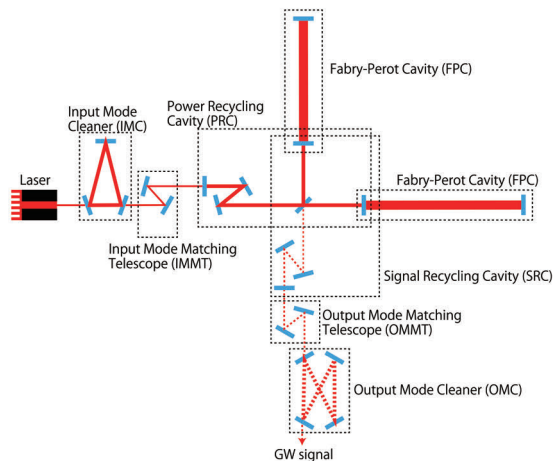 Fabry-Perot Cavity (FPC)
Power Recycling
Cavity (PRC)
Input Mode
Cleaner (IMC)
Laser
Fabry-Perot Cavity (FPC)
Input Mode Matching
Telescope (IMMT)
Signal Recycling Cavity (SRC)
Output Mode Matching
Telescope (OMMT)
Output Mode Cleaner (OMC)
GW signal